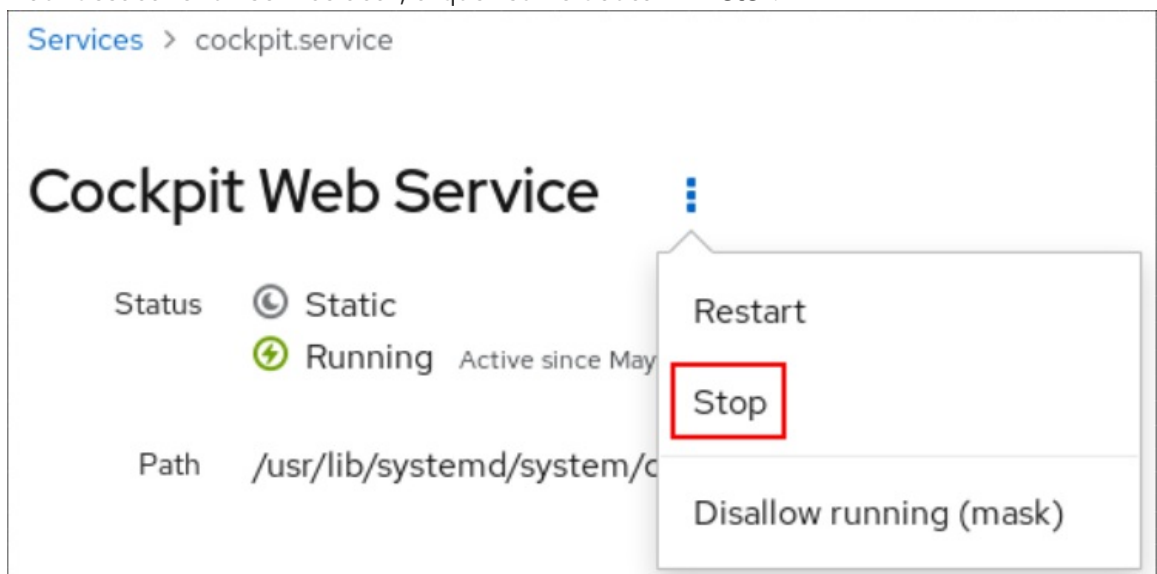 Services > cockpit.service
Cockpit Web Service
Status Static
Running Active since May
Path /usr/lib/systemd/system/c
Restart
Stop
Disallow running (mask)